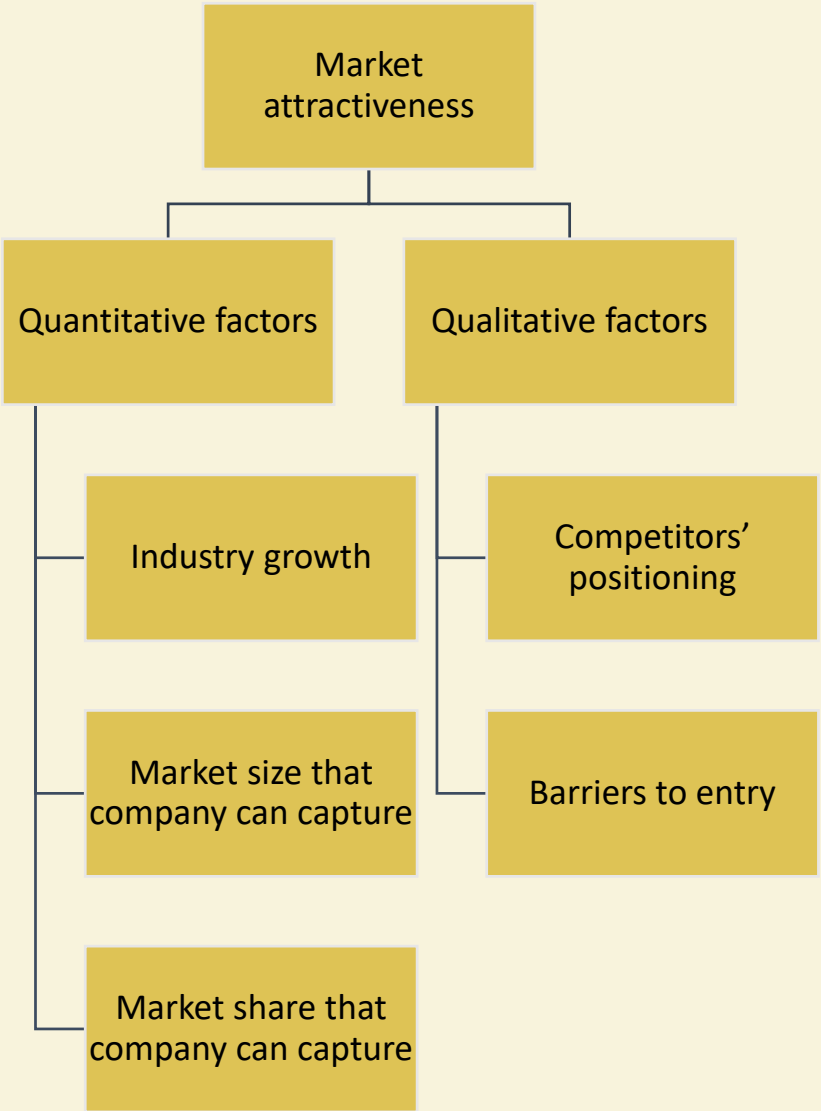 Market
attractiveness
Quantitative factors
Qualitative factors
Industry growth
Competitors’
positioning
Market size that
company can capture
Barriers to entry
Market share that
company can capture